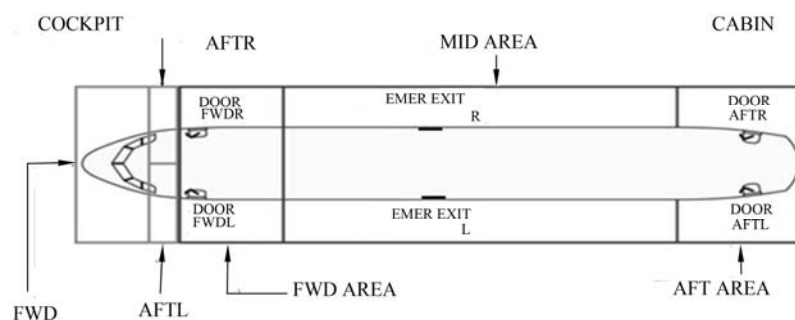 COCKPIT
AFTR
MID AREA
CABIN
DOOR
FWDR
EMER EXIT
R
DOOR
AFTR
DOOR
FWDL
EMER EXIT
L
DOOR
AFTL
FWD
AFTL
FWD AREA
AFT AREA